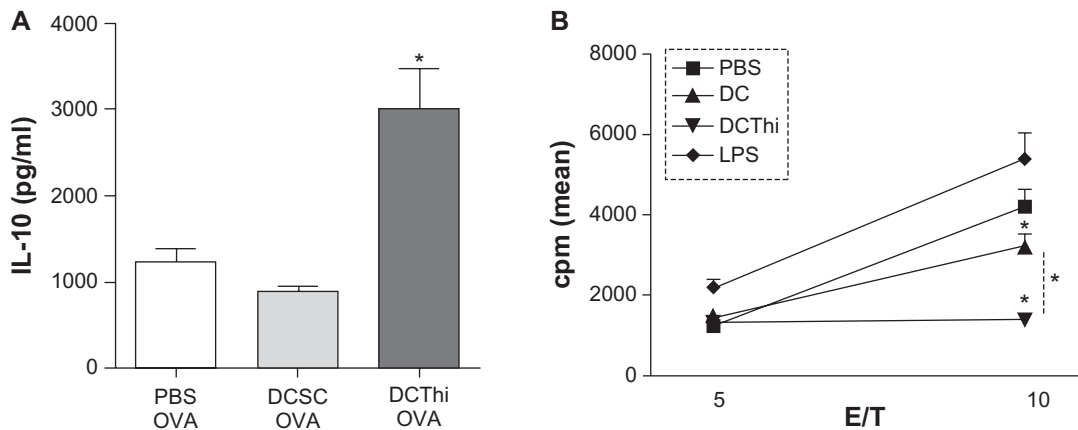 A
IL-10 (pg/ml)
4000
3000
2000
1000
0
*
PBS
OVA
DCSC
OVA
DCThi
OVA
B
cpm (mean)
8000
6000
4000
2000
0
PBS
DC
DCThi
LPS
*
*
*
5
10
E/T